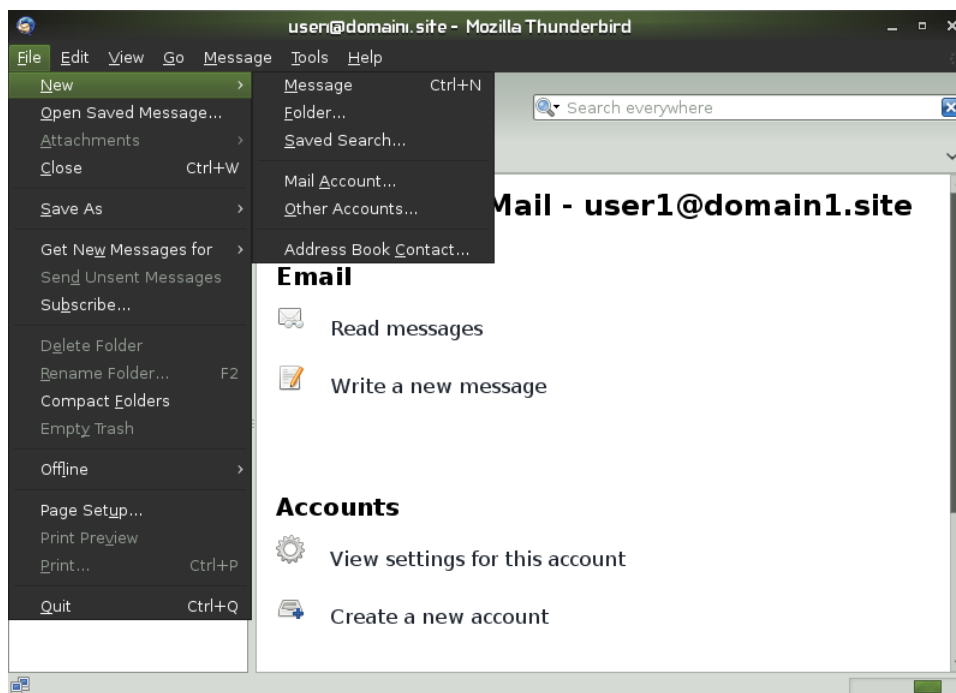 user1@domain1.site - Mozilla Thunderbird
File Edit View Go Message Tools Help
New
Open Saved Message...
Attachments
Close Ctrl+W
Save As
Get New Messages for
Send Unsent Messages
Subscribe...
Delete Folder
Rename Folder... F2
Compact Folders
Empty Trash
Offline
Page Setup...
Print Preview
Print... Ctrl+P
Quit Ctrl+Q
Message Ctrl+N
Folder...
Saved Search...
Mail Account...
Other Accounts...
Address Book Contact...
Search everywhere
Mail - user1@domain1.site
Email
Read messages
Write a new message
Accounts
View settings for this account
Create a new account